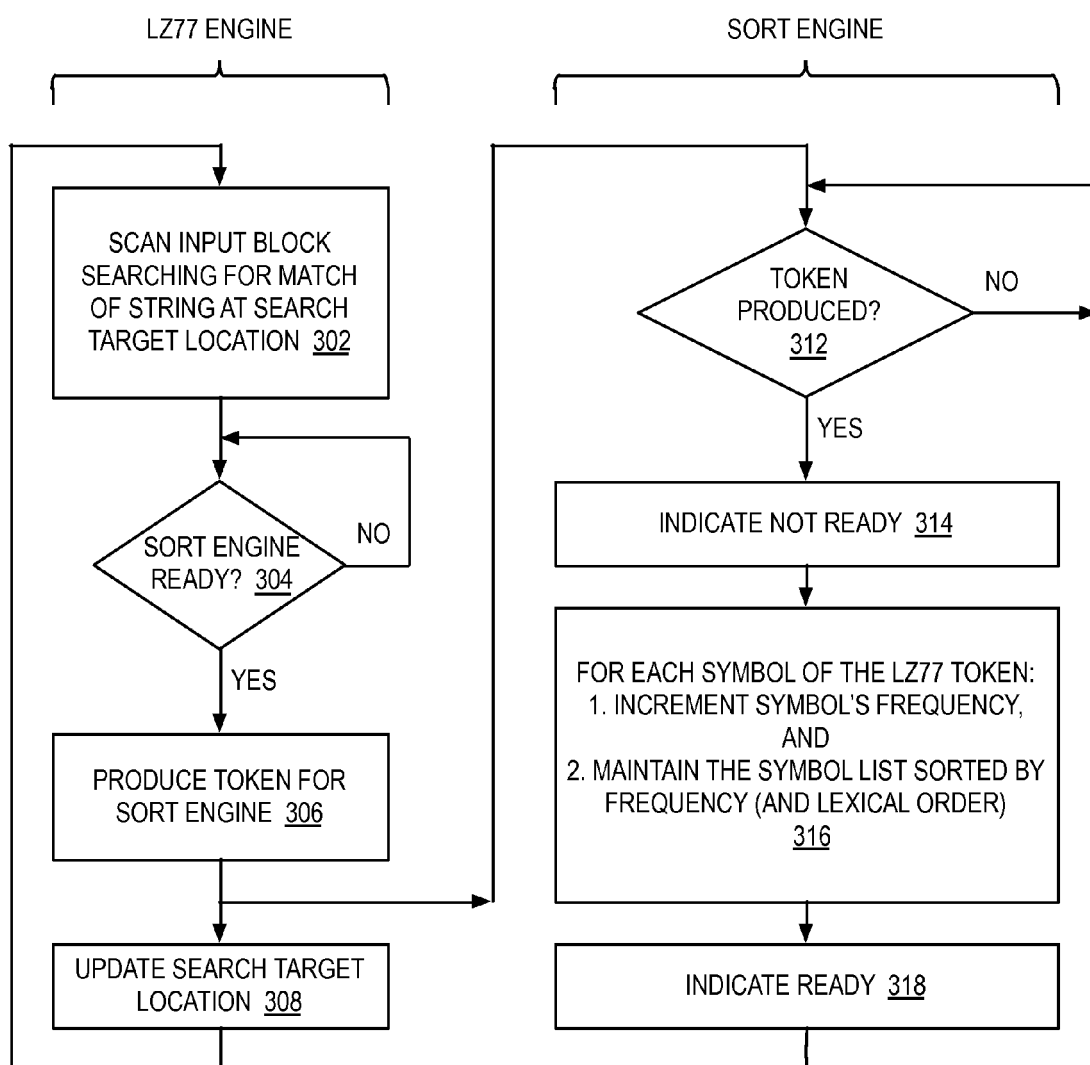 LZ77 ENGINE
SCAN INPUT BLOCK
SEARCHING FOR MATCH
OF STRING AT SEARCH
TARGET LOCATION 302
SORT ENGINE
READY? 304
NO
YES
PRODUCE TOKEN FOR
SORT ENGINE 306
UPDATE SEARCH TARGET
LOCATION 308
SORT ENGINE
TOKEN
PRODUCED?
312
NO
YES
INDICATE NOT READY 314
FOR EACH SYMBOL OF THE LZ77 TOKEN:
1. INCREMENT SYMBOL'S FREQUENCY,
AND
2. MAINTAIN THE SYMBOL LIST SORTED BY
FREQUENCY (AND LEXICAL ORDER)
316
INDICATE READY 318